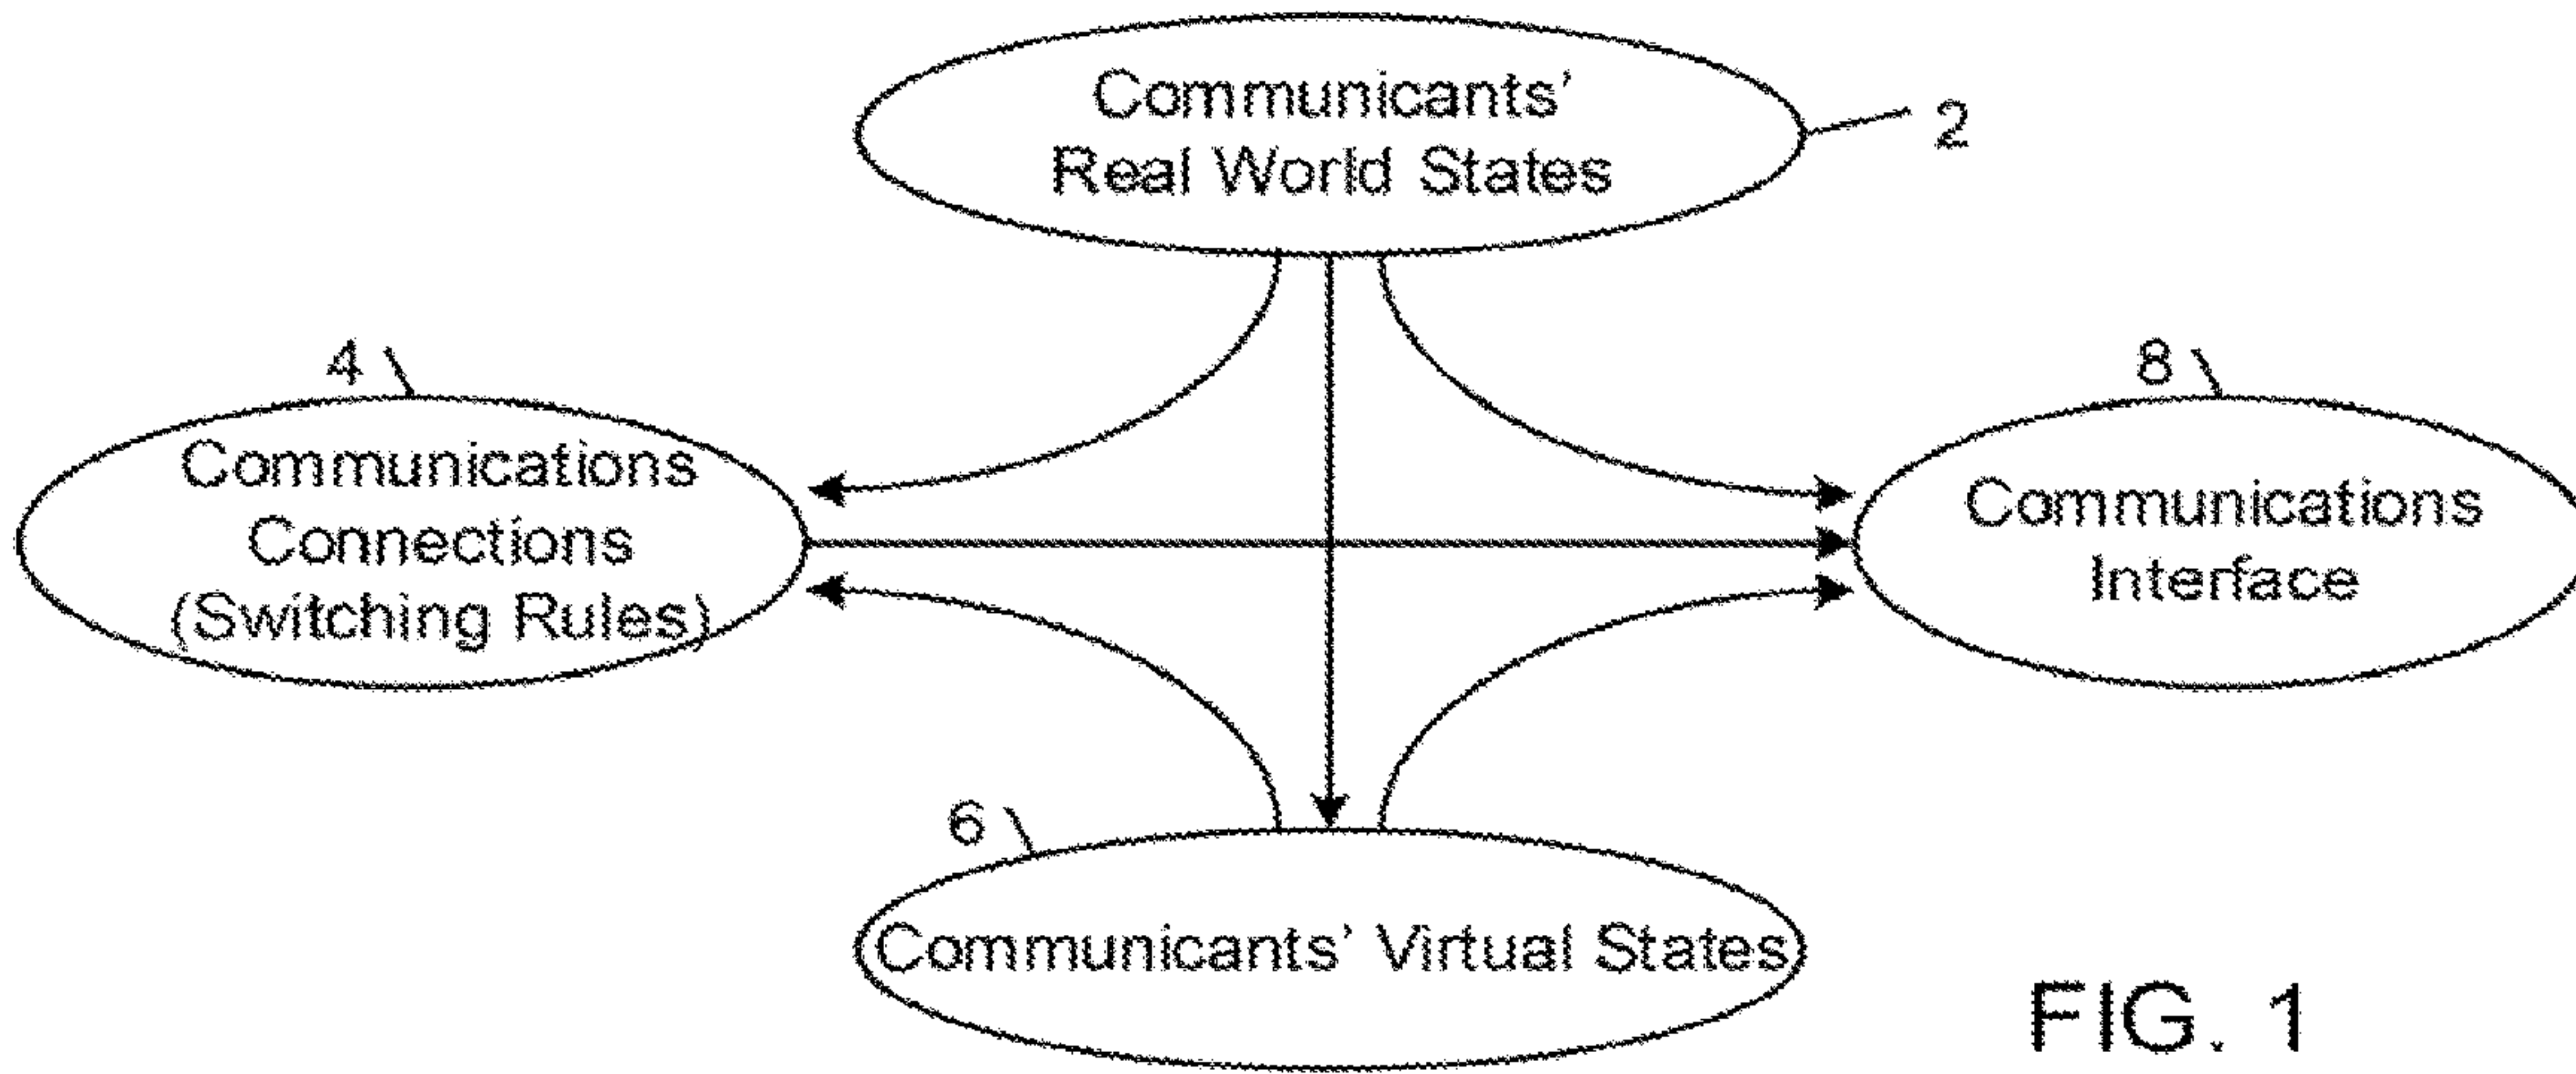 Communicants'
Real World States
2
4
Communications
Connections
(Switching Rules)
8
Communications
Interface
6
Communicants' Virtual States
FIG. 1